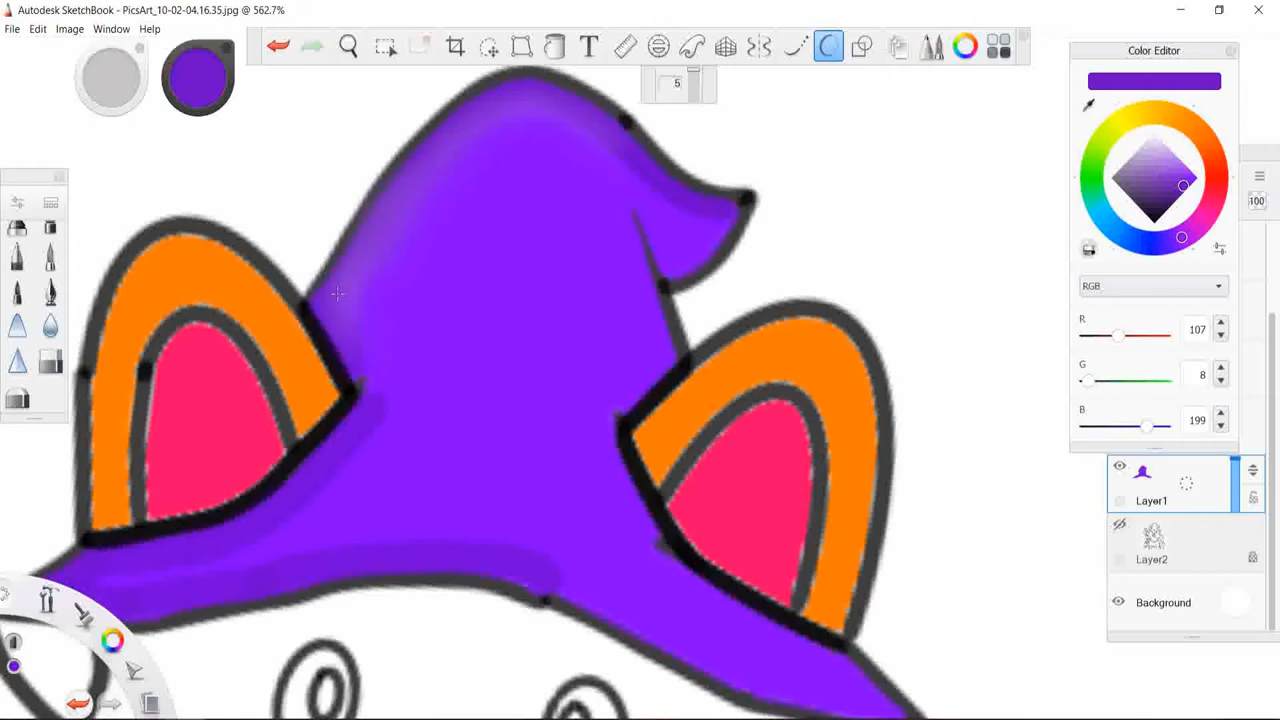 Autodesk SketchBook - PicsArt_10-02-04.16.35.jpg @ 562.7%
File Edit Image Window Help
T
5
Color Editor
100
RGB
R 107
G 8
B 199
Layer1
Layer2
Background